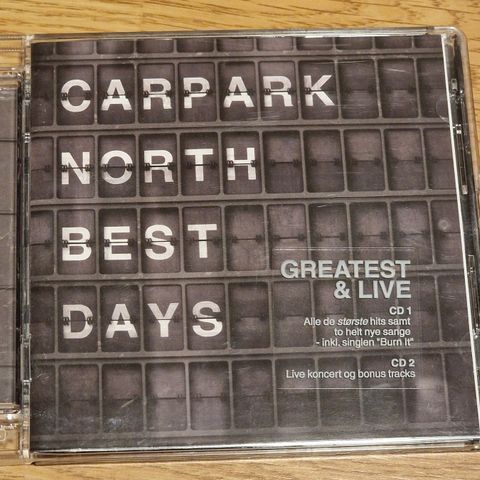 CARPARK
NORTH
BEST
DAYS
GREATEST
& LIVE
CD 1
Alle de største hits samt
to helt nye sange
- inkl. singlen "Burn It"
CD 2
Live koncert og bonus tracks